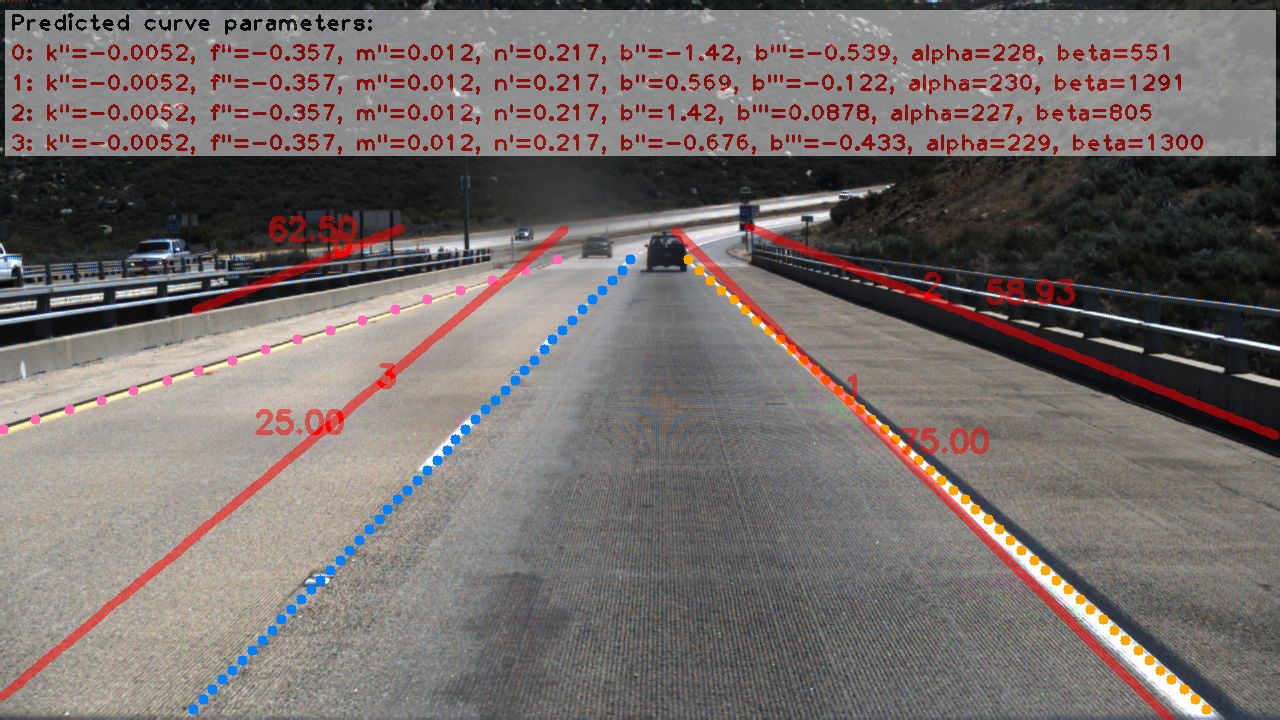 Predicted curve parameters:
0: k''=-0.0052, f''=-0.357, m''=0.012, n'=0.217, b''=-1.42, b'''=-0.539, alpha=228, beta=551
1: k''=-0.0052, f''=-0.357, m''=0.012, n'=0.217, b''=0.569, b'''=-0.122, alpha=230, beta=1291
2: k''=-0.0052, f''=-0.357, m''=0.012, n'=0.217, b''=1.42, b'''=0.0878, alpha=227, beta=805
3: k''=-0.0052, f''=-0.357, m''=0.012, n'=0.217, b''=-0.676, b'''=-0.433, alpha=229, beta=1300
62.50
0
2 58.93
3 1
25.00 75.00